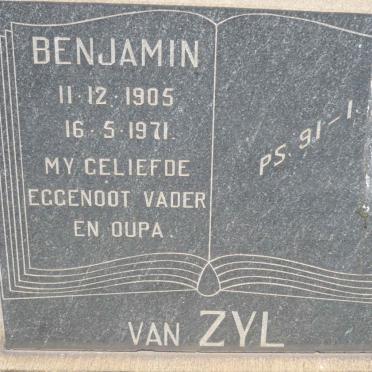 BENJAMIN
11·12·1905
16·5·1971
MY GELIEFDE
EGGENOOT VADER
EN OUPA.
PS. 91-1.
VAN ZYL